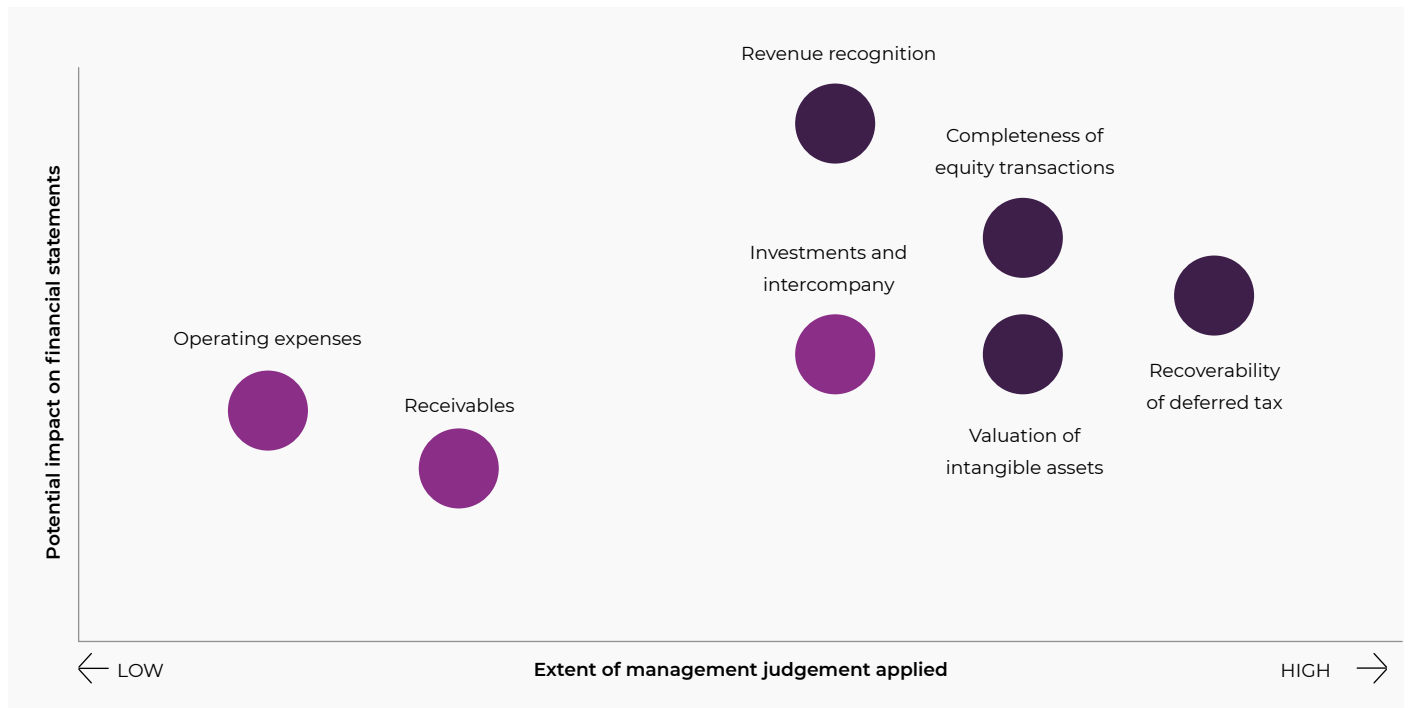 Revenue recognition
Completeness of
equity transactions
Investments and
intercompany
Operating expenses
Recoverability
of deferred tax
Receivables
Valuation of
intangible assets
Potential impact on financial statements
LOW
Extent of management judgement applied
HIGH